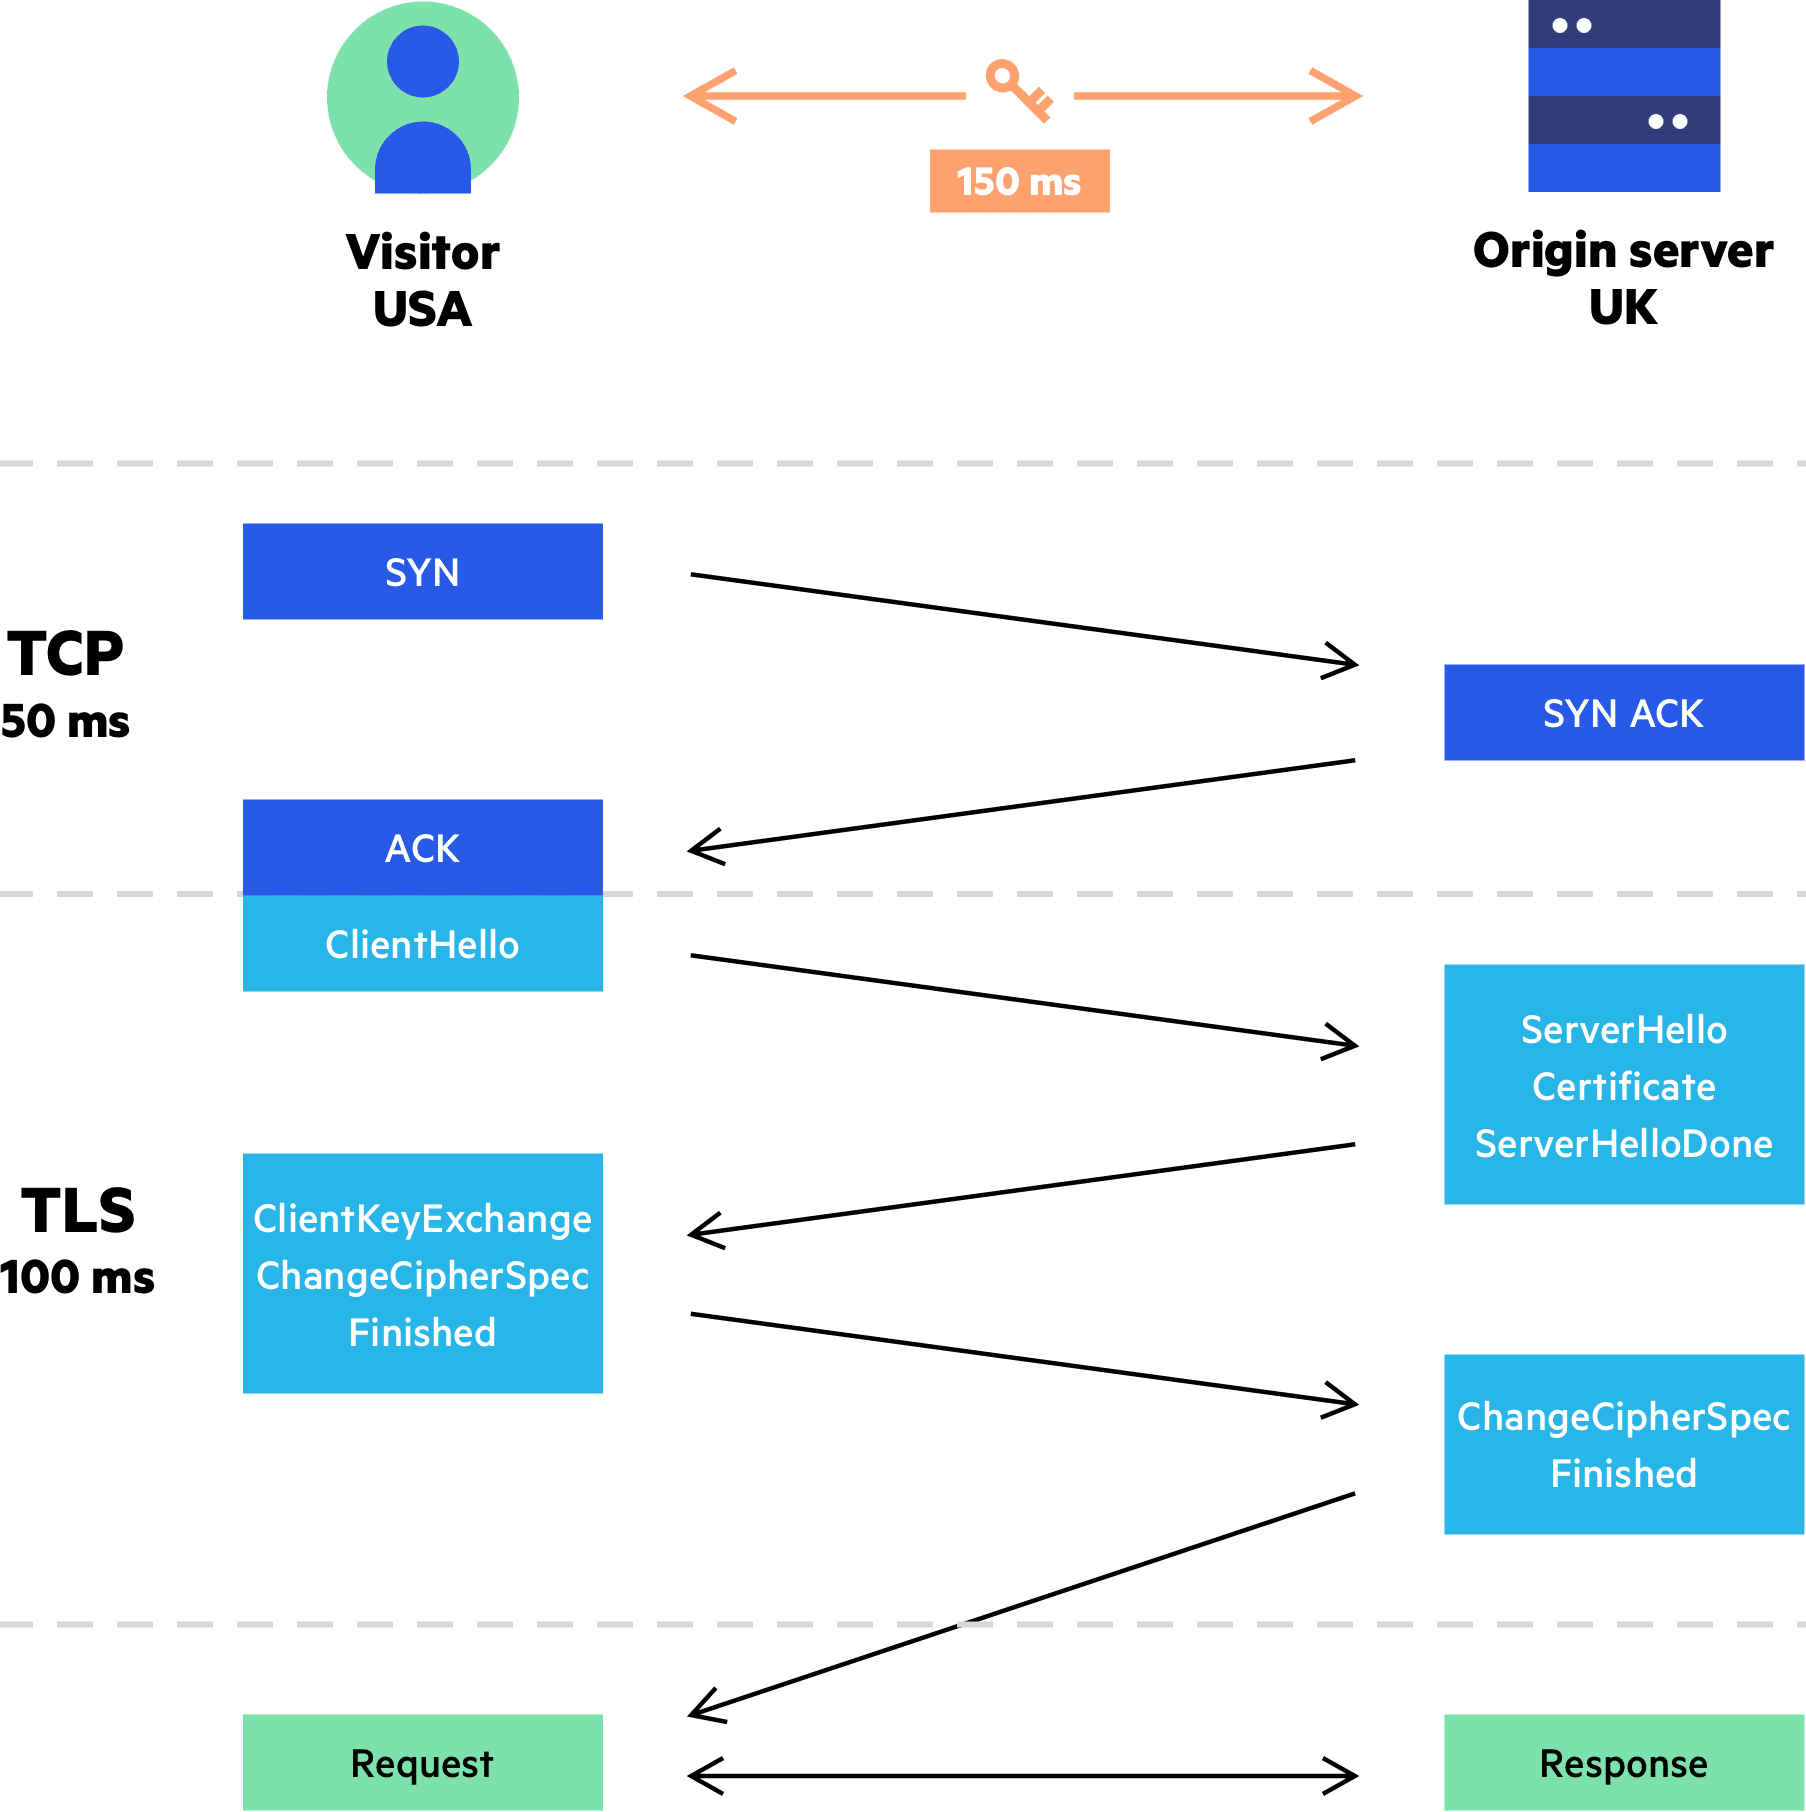 150 ms
Visitor
USA
Origin server
UK
SYN
TCP
50 ms
SYN ACK
ACK
ClientHello
ServerHello
Certificate
ServerHelloDone
TLS
100 ms
ClientKeyExchange
ChangeCipherSpec
Finished
ChangeCipherSpec
Finished
Request
Response